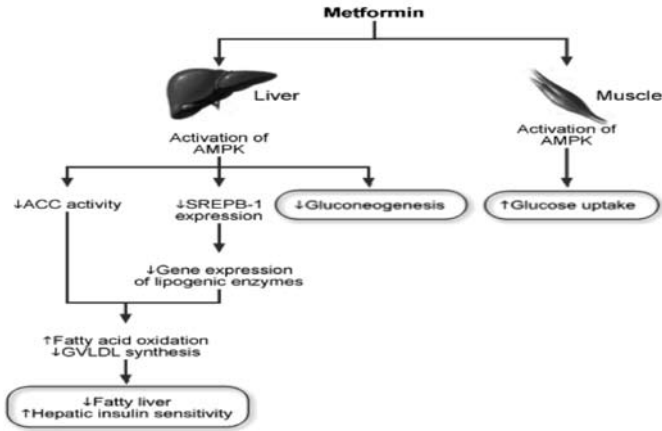 Metformin
Liver
Muscle
Activation of
AMPK
Activation of
AMPK
↓ACC activity
↓SREPB-1
expression
↓Gluconeogenesis
↑Glucose uptake
↓Gene expression
of lipogenic enzymes
↑Fatty acid oxidation
↓GVLDL synthesis
↓Fatty liver
↑Hepatic insulin sensitivity